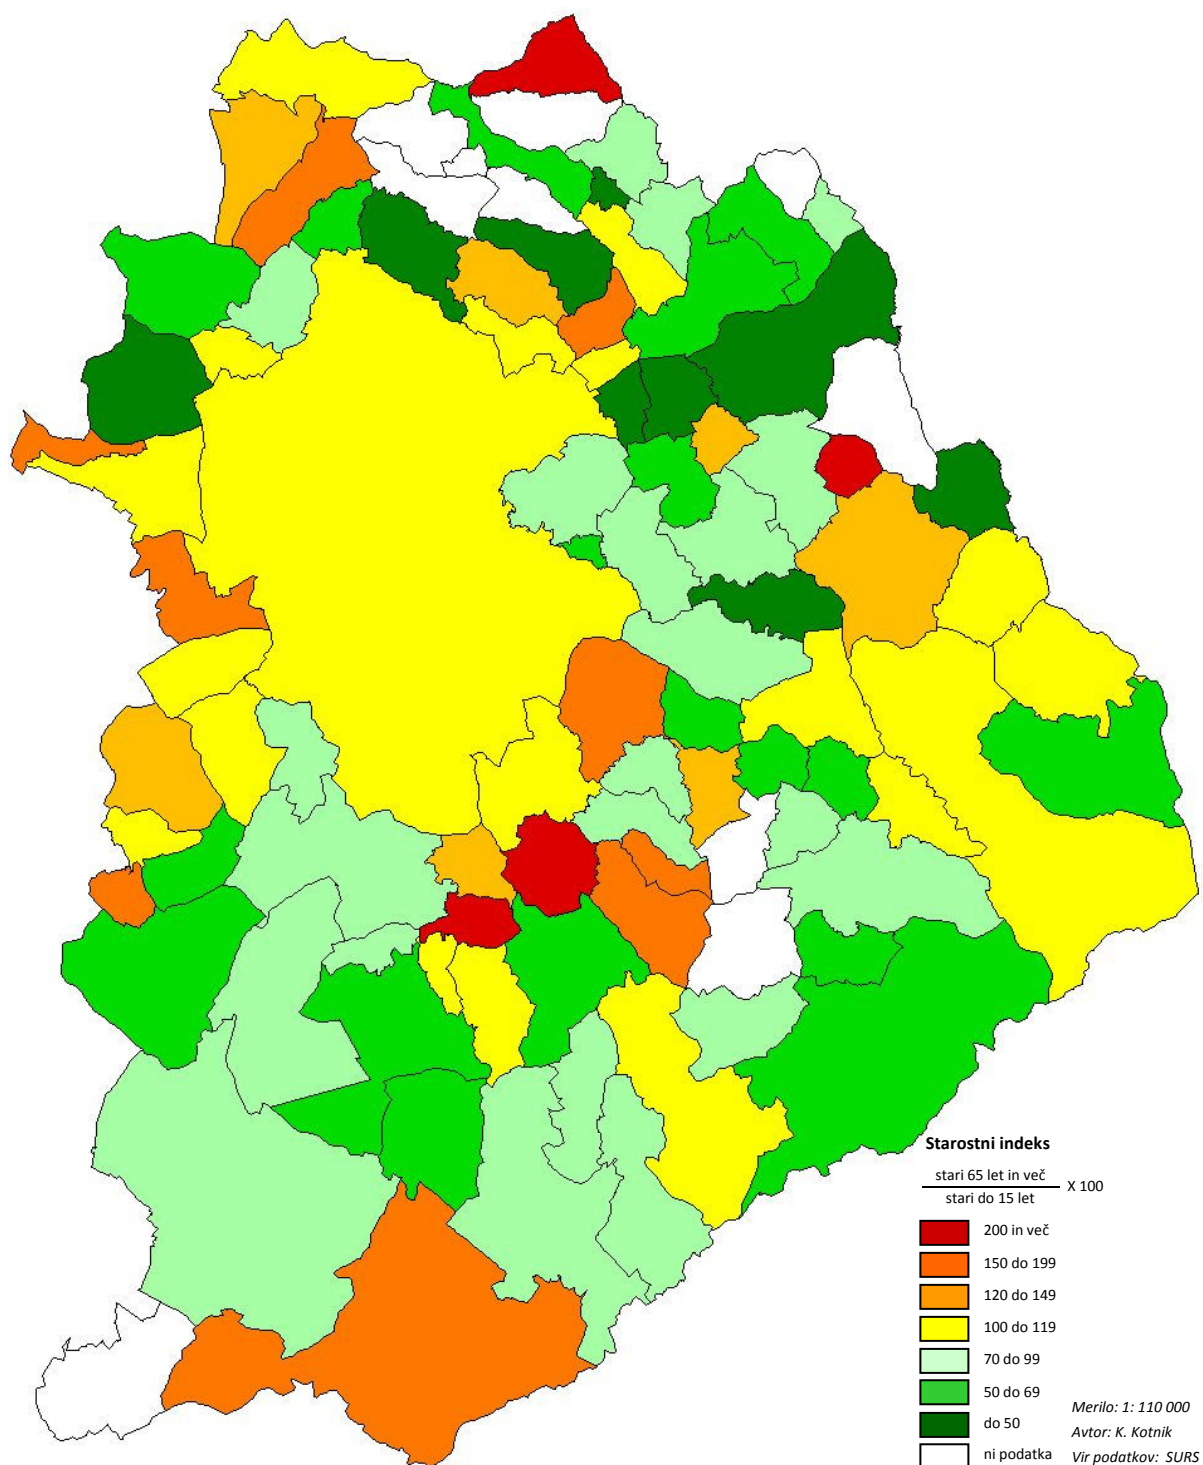 Starostni indeks
stari 65 let in več
X 100
stari do 15 let
200 in več
150 do 199
120 do 149
100 do 119
70 do 99
50 do 69
do 50
ni podatka
Merilo: 1: 110 000
Avtor: K. Kotnik
Vir podatkov: SURS